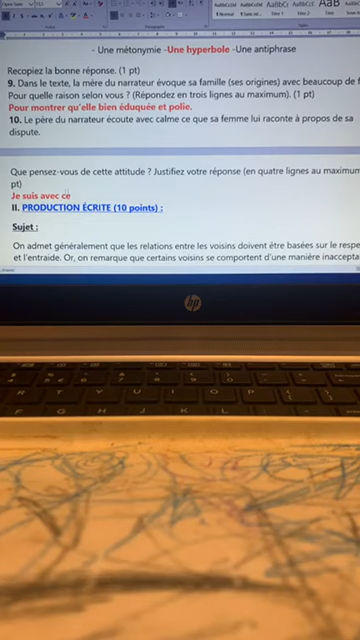 - Une métonymie -Une hyperbole -Une antiphrase
Recopiez la bonne réponse. (1 pt)
9. Dans le texte, la mère du narrateur évoque sa famille (ses origines) avec beaucoup de
Pour quelle raison selon vous ? (Répondez en trois lignes au maximum). (1 pt)
Pour montrer qu'elle bien éduquée et polie.
10. Le père du narrateur écoute avec calme ce que sa femme lui raconte à propos de sa
dispute.
Que pensez-vous de cette attitude ? Justifiez votre réponse (en quatre lignes au maximum
pt)
Je suis avec ce
II. PRODUCTION ÉCRITE (10 points) :
Sujet :
On admet généralement que les relations entre les voisins doivent être basées sur le
et l'entraide. Or, on remarque que certains voisins se comportent d'une manière
hp
R T Y U I O P
F G H J K L